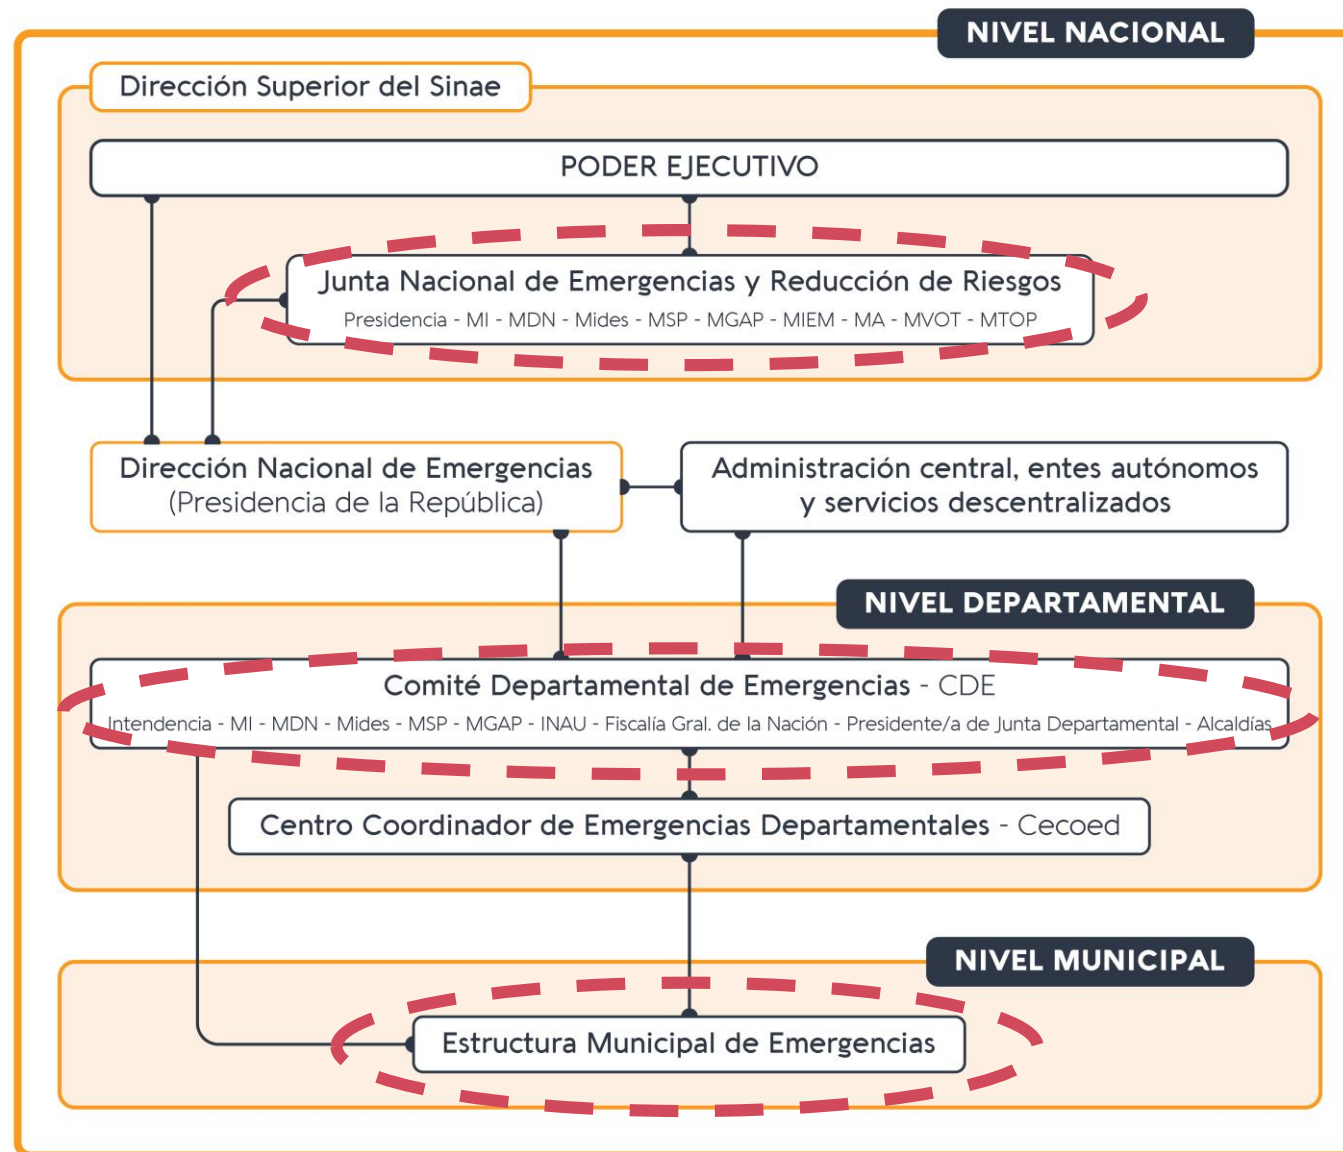 NIVEL NACIONAL
Dirección Superior del Sinae
PODER EJECUTIVO
Junta Nacional de Emergencias y Reducción de Riesgos
Presidencia - MI - MDN - Mides - MSP - MGAP - MIEM - MA - MVOT - MTOP
Dirección Nacional de Emergencias
(Presidencia de la República)
Administración central, entes autónomos
y servicios descentralizados
NIVEL DEPARTAMENTAL
Comité Departamental de Emergencias - CDE
Intendencia - MI - MDN - Mides - MSP - MGAP - INAU - Fiscalía Gral. de la Nación - Presidente/a de Junta Departamental - Alcaldías
Centro Coordinador de Emergencias Departamentales - Cecoed
NIVEL MUNICIPAL
Estructura Municipal de Emergencias